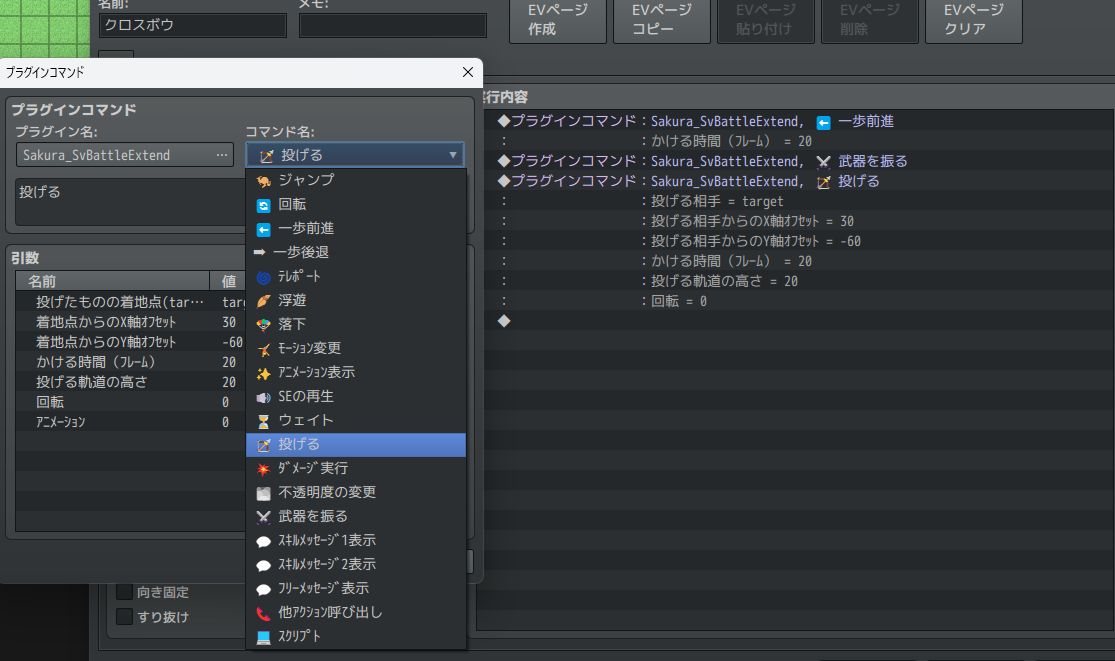 名前:
メモ:
クロスボウ
EVページ
作成
EVページ
コピー
EVページ
貼り付け
EVページ
削除
EVページ
クリア
プラグインコマンド
プラグインコマンド
プラグイン名:
コマンド名:
Sakura_SvBattleExtend ···
投げる ▼
投げる
引数
名前
値
投げたものの着地点(tar…
tar
着地点からのX軸ｵﾌｾｯﾄ
30
着地点からのY軸ｵﾌｾｯﾄ
-60
かける時間（ﾌﾚｰﾑ）
20
投げる軌道の高さ
20
回転
0
ｱﾆﾒｰｼｮﾝ
0
ジャンプ
回転
一歩前進
一歩後退
ﾃﾚﾎﾟｰﾄ
浮遊
落下
ﾓｰｼｮﾝ変更
ｱﾆﾒｰｼｮﾝ表示
SEの再生
ウェイト
投げる
ﾀﾞﾒｰｼﾞ実行
不透明度の変更
武器を振る
ｽｷﾙﾒｯｾｰｼﾞ1表示
ｽｷﾙﾒｯｾｰｼﾞ2表示
ﾌﾘｰﾒｯｾｰｼﾞ表示
他ｱｸｼｮﾝ呼び出し
ｽｸﾘﾌﾟﾄ
向き固定
すり抜け
実行内容
◆プラグインコマンド：Sakura_SvBattleExtend, 一歩前進
：　　　　　　　　　：かける時間（ﾌﾚｰﾑ） = 20
◆プラグインコマンド：Sakura_SvBattleExtend, 武器を振る
◆プラグインコマンド：Sakura_SvBattleExtend, 投げる
：　　　　　　　　　：投げる相手 = target
：　　　　　　　　　：投げる相手からのX軸ｵﾌｾｯﾄ = 30
：　　　　　　　　　：投げる相手からのY軸ｵﾌｾｯﾄ = -60
：　　　　　　　　　：かける時間（ﾌﾚｰﾑ） = 20
：　　　　　　　　　：投げる軌道の高さ = 20
：　　　　　　　　　：回転 = 0
◆